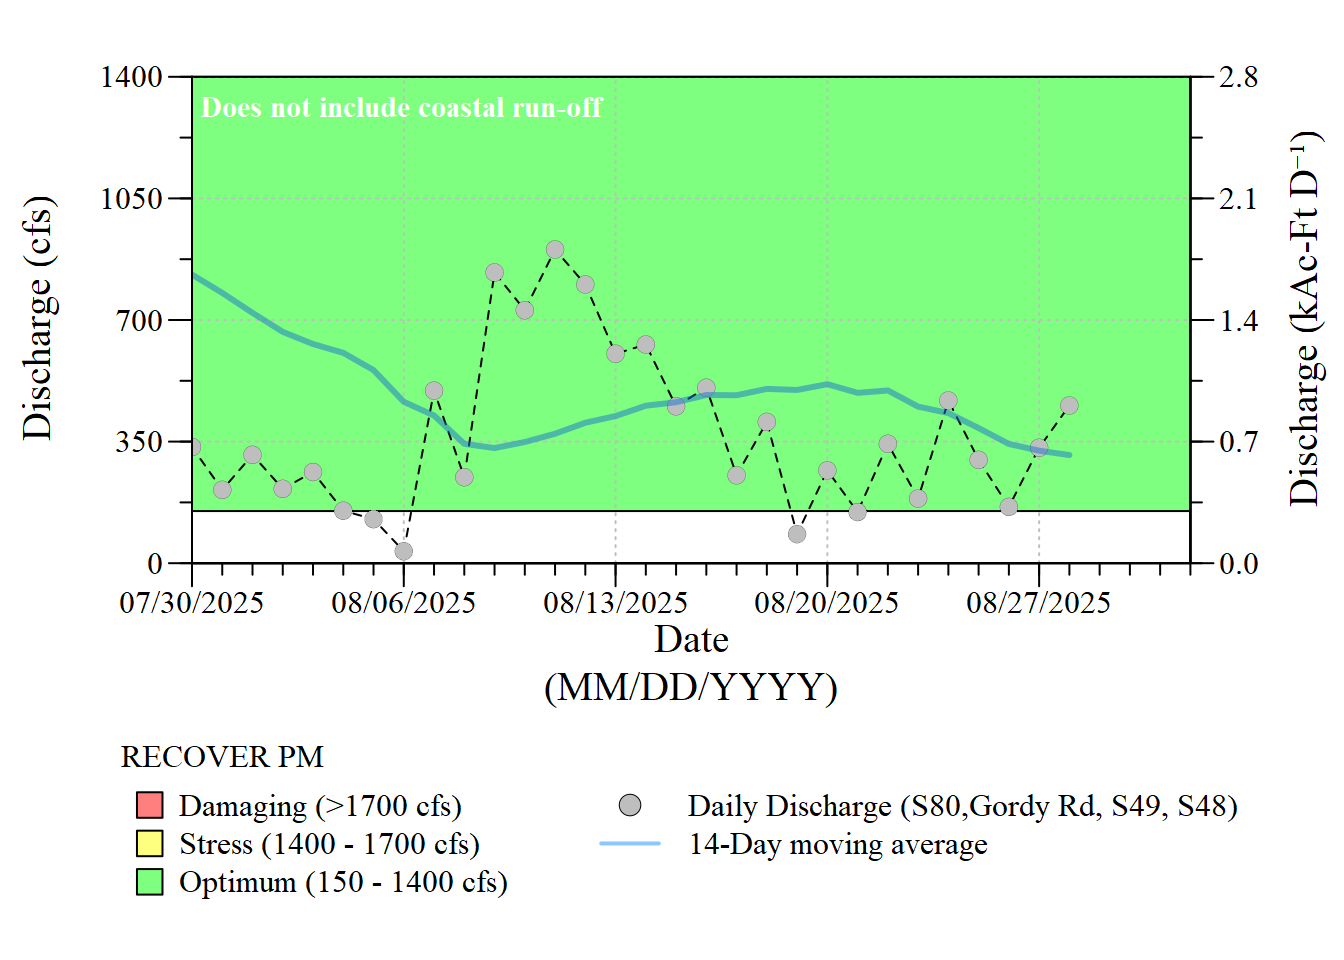 Does not include coastal run-off
1400
1050
700
350
0
2.8
2.1
1.4
0.7
0.0
Discharge (cfs)
Discharge (kAc-Ft D⁻¹)
07/30/2025 08/06/2025 08/13/2025 08/20/2025 08/27/2025
Date
(MM/DD/YYYY)
RECOVER PM
Damaging (>1700 cfs)
Stress (1400 - 1700 cfs)
Optimum (150 - 1400 cfs)
Daily Discharge (S80,Gordy Rd, S49, S48)
14-Day moving average